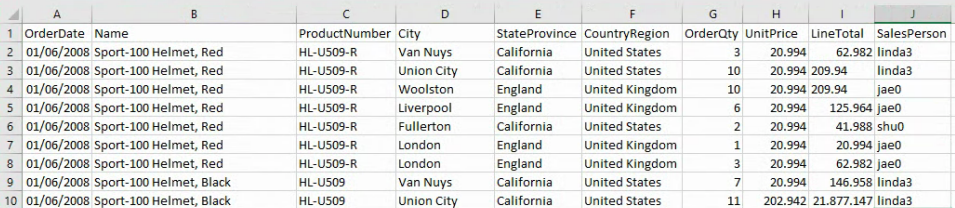 A B C D E F G H I J
1 OrderDate Name ProductNumber City StateProvince CountryRegion OrderQty UnitPrice LineTotal SalesPerson
2 01/06/2008 Sport-100 Helmet, Red HL-U509-R Van Nuys California United States 3 20.994 62.982 linda3
3 01/06/2008 Sport-100 Helmet, Red HL-U509-R Union City California United States 10 20.994 209.94 linda3
4 01/06/2008 Sport-100 Helmet, Red HL-U509-R Woolston England United Kingdom 10 20.994 209.94 jae0
5 01/06/2008 Sport-100 Helmet, Red HL-U509-R Liverpool England United Kingdom 6 20.994 125.964 jae0
6 01/06/2008 Sport-100 Helmet, Red HL-U509-R Fullerton California United States 2 20.994 41.988 shu0
7 01/06/2008 Sport-100 Helmet, Red HL-U509-R London England United Kingdom 1 20.994 20.994 jae0
8 01/06/2008 Sport-100 Helmet, Red HL-U509-R London England United Kingdom 3 20.994 62.982 jae0
9 01/06/2008 Sport-100 Helmet, Black HL-U509 Van Nuys California United States 7 20.994 146.958 linda3
10 01/06/2008 Sport-100 Helmet, Black HL-U509 Union City California United States 11 202.942 21.877.147 linda3